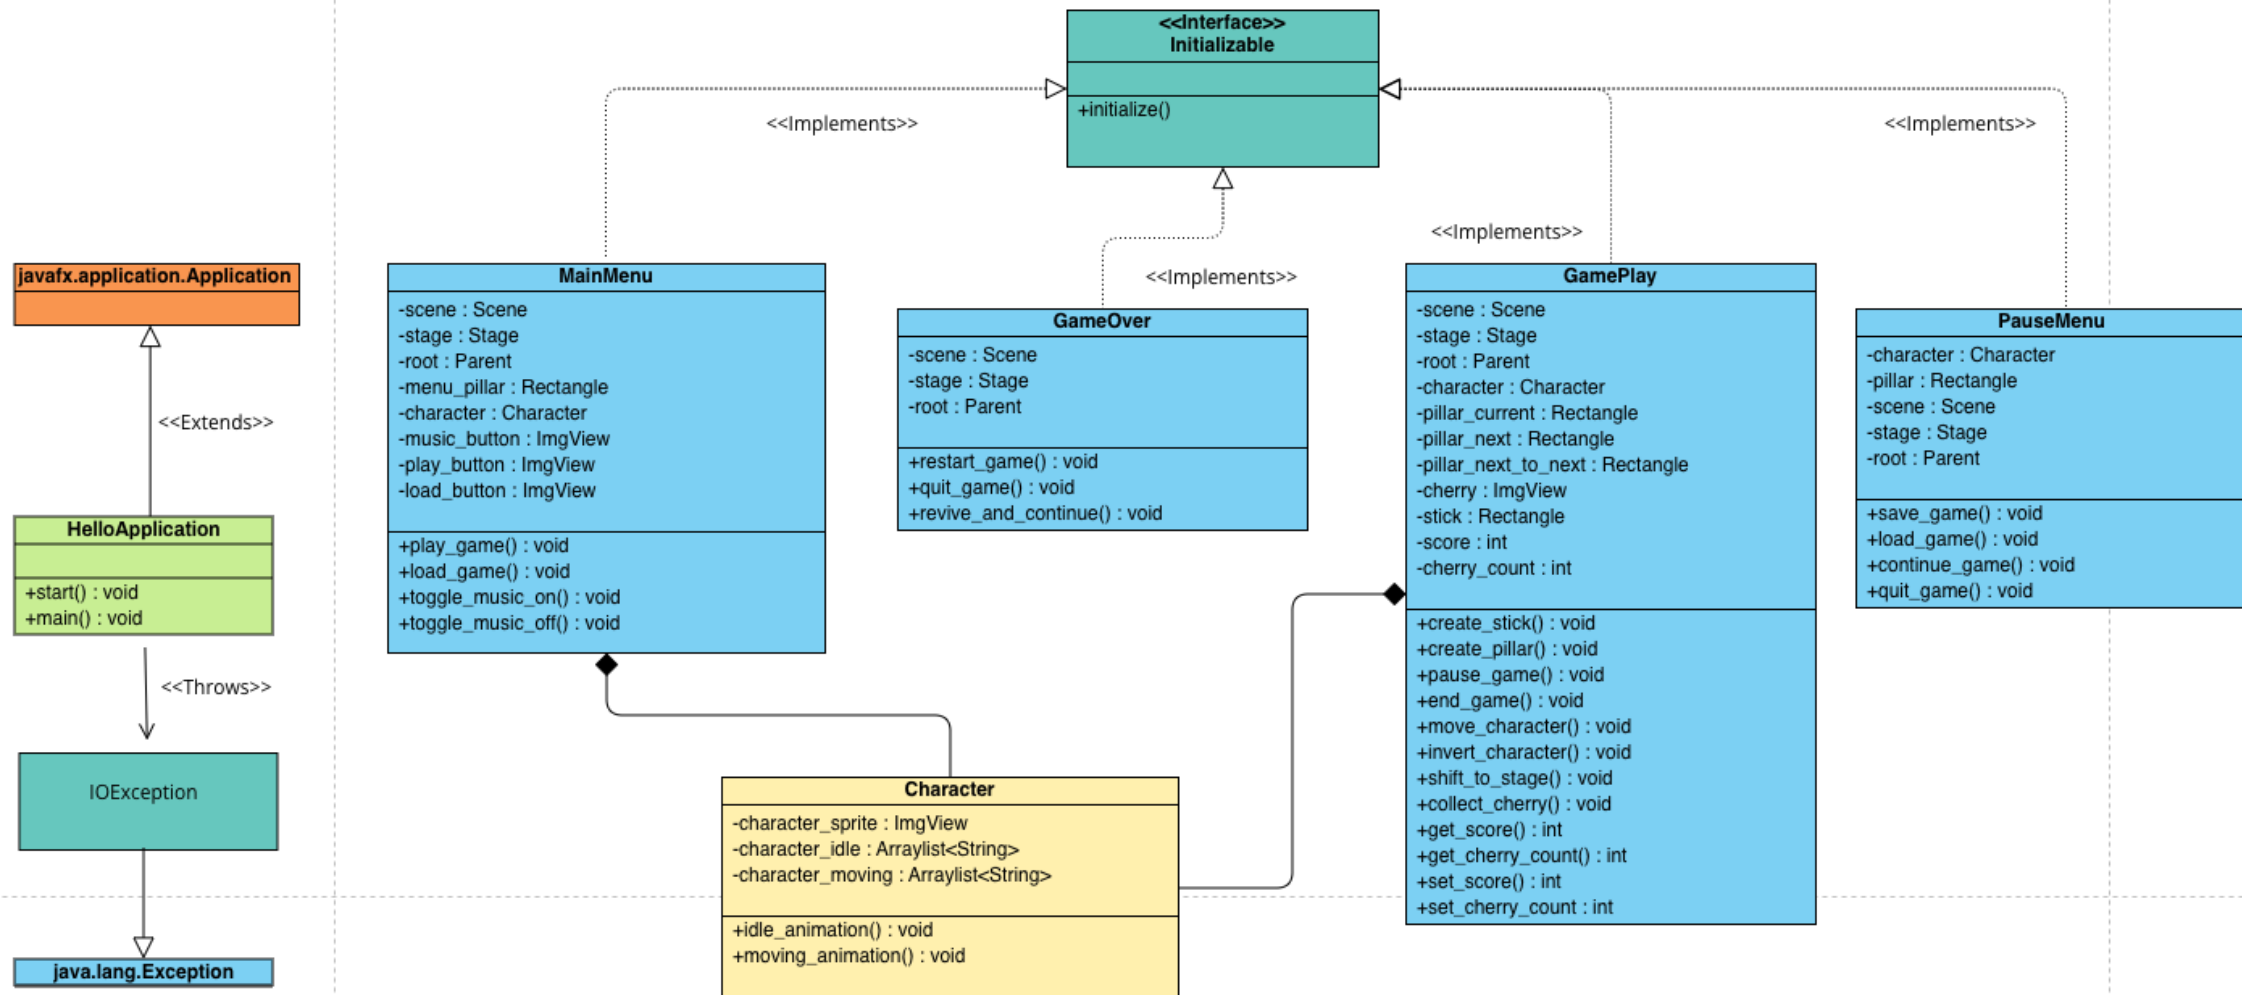 <<Interface>>
Initializable
+initialize()
<<Implements>>
<<Implements>>
<<Implements>>
<<Implements>>
javafx.application.Application
<<Extends>>
HelloApplication
+start() : void
+main() : void
<<Throws>>
IOException
java.lang.Exception
MainMenu
-scene : Scene
-stage : Stage
-root : Parent
-menu_pillar : Rectangle
-character : Character
-music_button : ImgView
-play_button : ImgView
-load_button : ImgView
+play_game() : void
+load_game() : void
+toggle_music_on() : void
+toggle_music_off() : void
GameOver
-scene : Scene
-stage : Stage
-root : Parent
+restart_game() : void
+quit_game() : void
+revive_and_continue() : void
GamePlay
-scene : Scene
-stage : Stage
-root : Parent
-character : Character
-pillar_current : Rectangle
-pillar_next : Rectangle
-pillar_next_to_next : Rectangle
-cherry : ImgView
-stick : Rectangle
-score : int
-cherry_count : int
+create_stick() : void
+create_pillar() : void
+pause_game() : void
+end_game() : void
+move_character() : void
+invert_character() : void
+shift_to_stage() : void
+collect_cherry() : void
+get_score() : int
+get_cherry_count() : int
+set_score() : int
+set_cherry_count : int
PauseMenu
-character : Character
-pillar : Rectangle
-scene : Scene
-stage : Stage
-root : Parent
+save_game() : void
+load_game() : void
+continue_game() : void
+quit_game() : void
Character
-character_sprite : ImgView
-character_idle : Arraylist<String>
-character_moving : Arraylist<String>
+idle_animation() : void
+moving_animation() : void